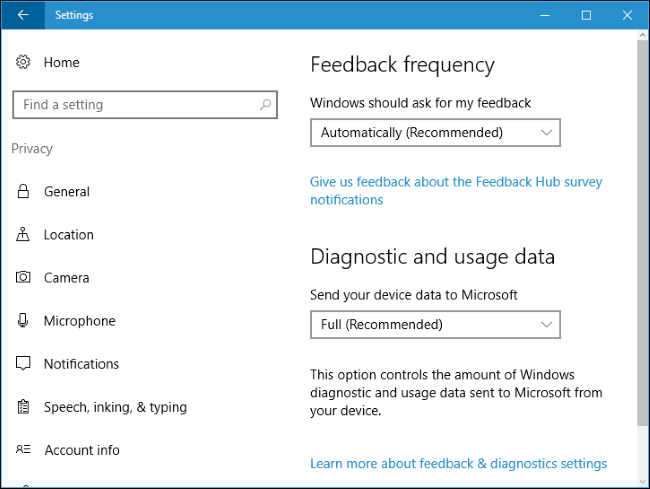 Settings
Home
Find a setting
Privacy
General
Location
Camera
Microphone
Notifications
Speech, inking, & typing
Account info
Feedback frequency
Windows should ask for my feedback
Automatically (Recommended)
Give us feedback about the Feedback Hub survey
notifications
Diagnostic and usage data
Send your device data to Microsoft
Full (Recommended)
This option controls the amount of Windows
diagnostic and usage data sent to Microsoft from
your device.
Learn more about feedback & diagnostics settings